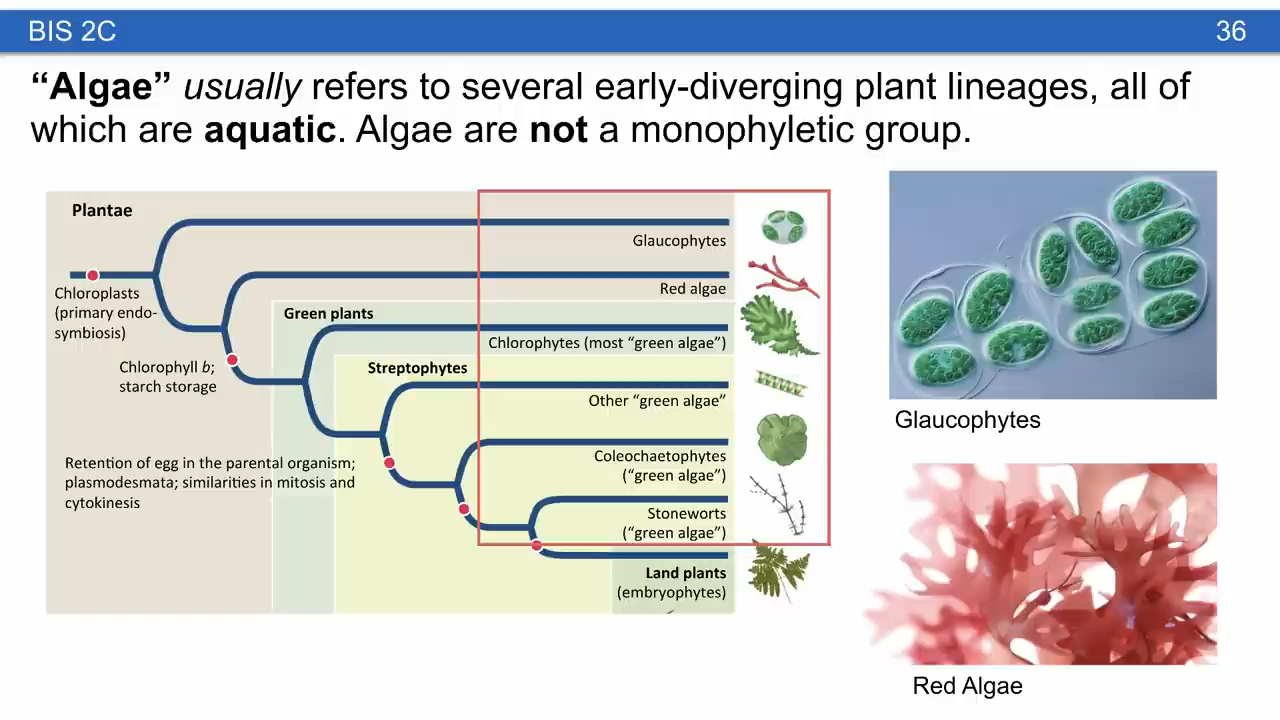 BIS 2C
36
“Algae” usually refers to several early-diverging plant lineages, all of
which are aquatic. Algae are not a monophyletic group.
Plantae
Glaucophytes
Chloroplasts
(primary endo-
symbiosis)
Red algae
Green plants
Chlorophytes (most “green algae”)
Chlorophyll b;
starch storage
Streptophytes
Other “green algae”
Retention of egg in the parental organism;
plasmodesmata; similarities in mitosis and
cytokinesis
Coleochaetophytes
(“green algae”)
Stoneworts
(“green algae”)
Land plants
(embryophytes)
Glaucophytes
Red Algae